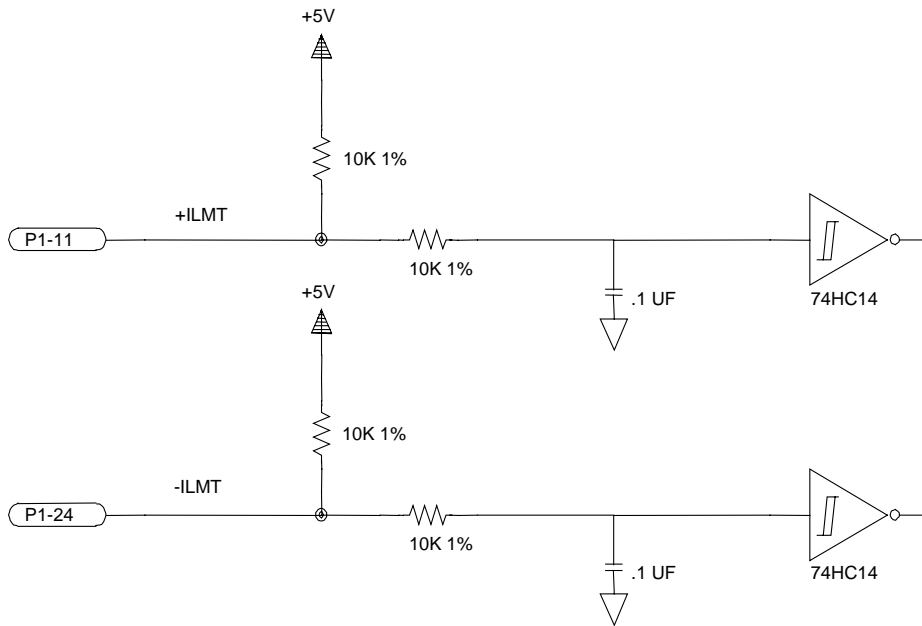 +5V
10K 1%
+ILMT
P1-11
10K 1%
.1 UF
74HC14
+5V
10K 1%
-ILMT
P1-24
10K 1%
.1 UF
74HC14